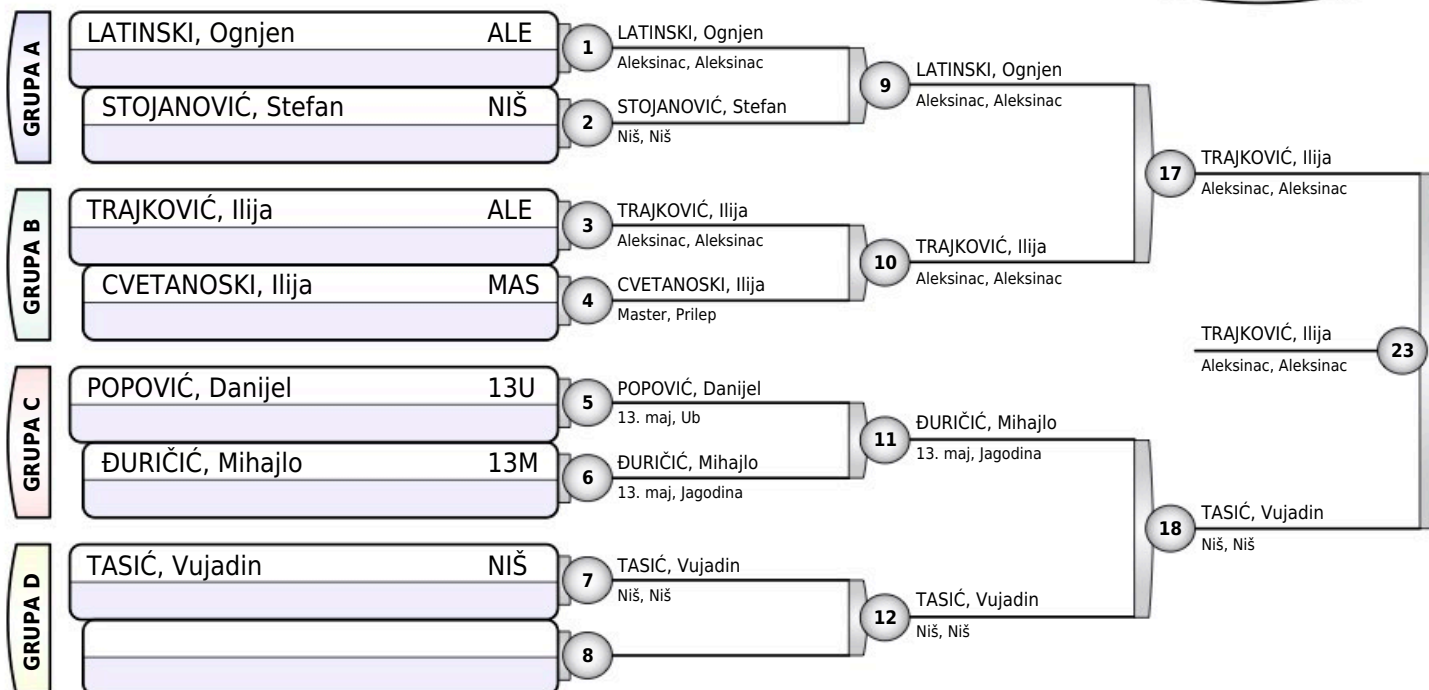 GRUPA A
LATINSKI, Ognjen ALE
STOJANOVIĆ, Stefan NIŠ
1
LATINSKI, Ognjen
Aleksinac, Aleksinac
2
STOJANOVIĆ, Stefan
Niš, Niš
9
LATINSKI, Ognjen
Aleksinac, Aleksinac
GRUPA B
TRAJKOVIĆ, Ilija ALE
CVETANOSKI, Ilija MAS
3
TRAJKOVIĆ, Ilija
Aleksinac, Aleksinac
4
CVETANOSKI, Ilija
Master, Prilep
10
TRAJKOVIĆ, Ilija
Aleksinac, Aleksinac
17
TRAJKOVIĆ, Ilija
Aleksinac, Aleksinac
GRUPA C
POPOVIĆ, Danijel 13U
ĐURIČIĆ, Mihajlo 13M
5
POPOVIĆ, Danijel
13. maj, Ub
6
ĐURIČIĆ, Mihajlo
13. maj, Jagodina
11
ĐURIČIĆ, Mihajlo
13. maj, Jagodina
GRUPA D
TASIĆ, Vujadin NIŠ
7
TASIĆ, Vujadin
Niš, Niš
8
12
TASIĆ, Vujadin
Niš, Niš
18
TASIĆ, Vujadin
Niš, Niš
TRAJKOVIĆ, Ilija
Aleksinac, Aleksinac
23